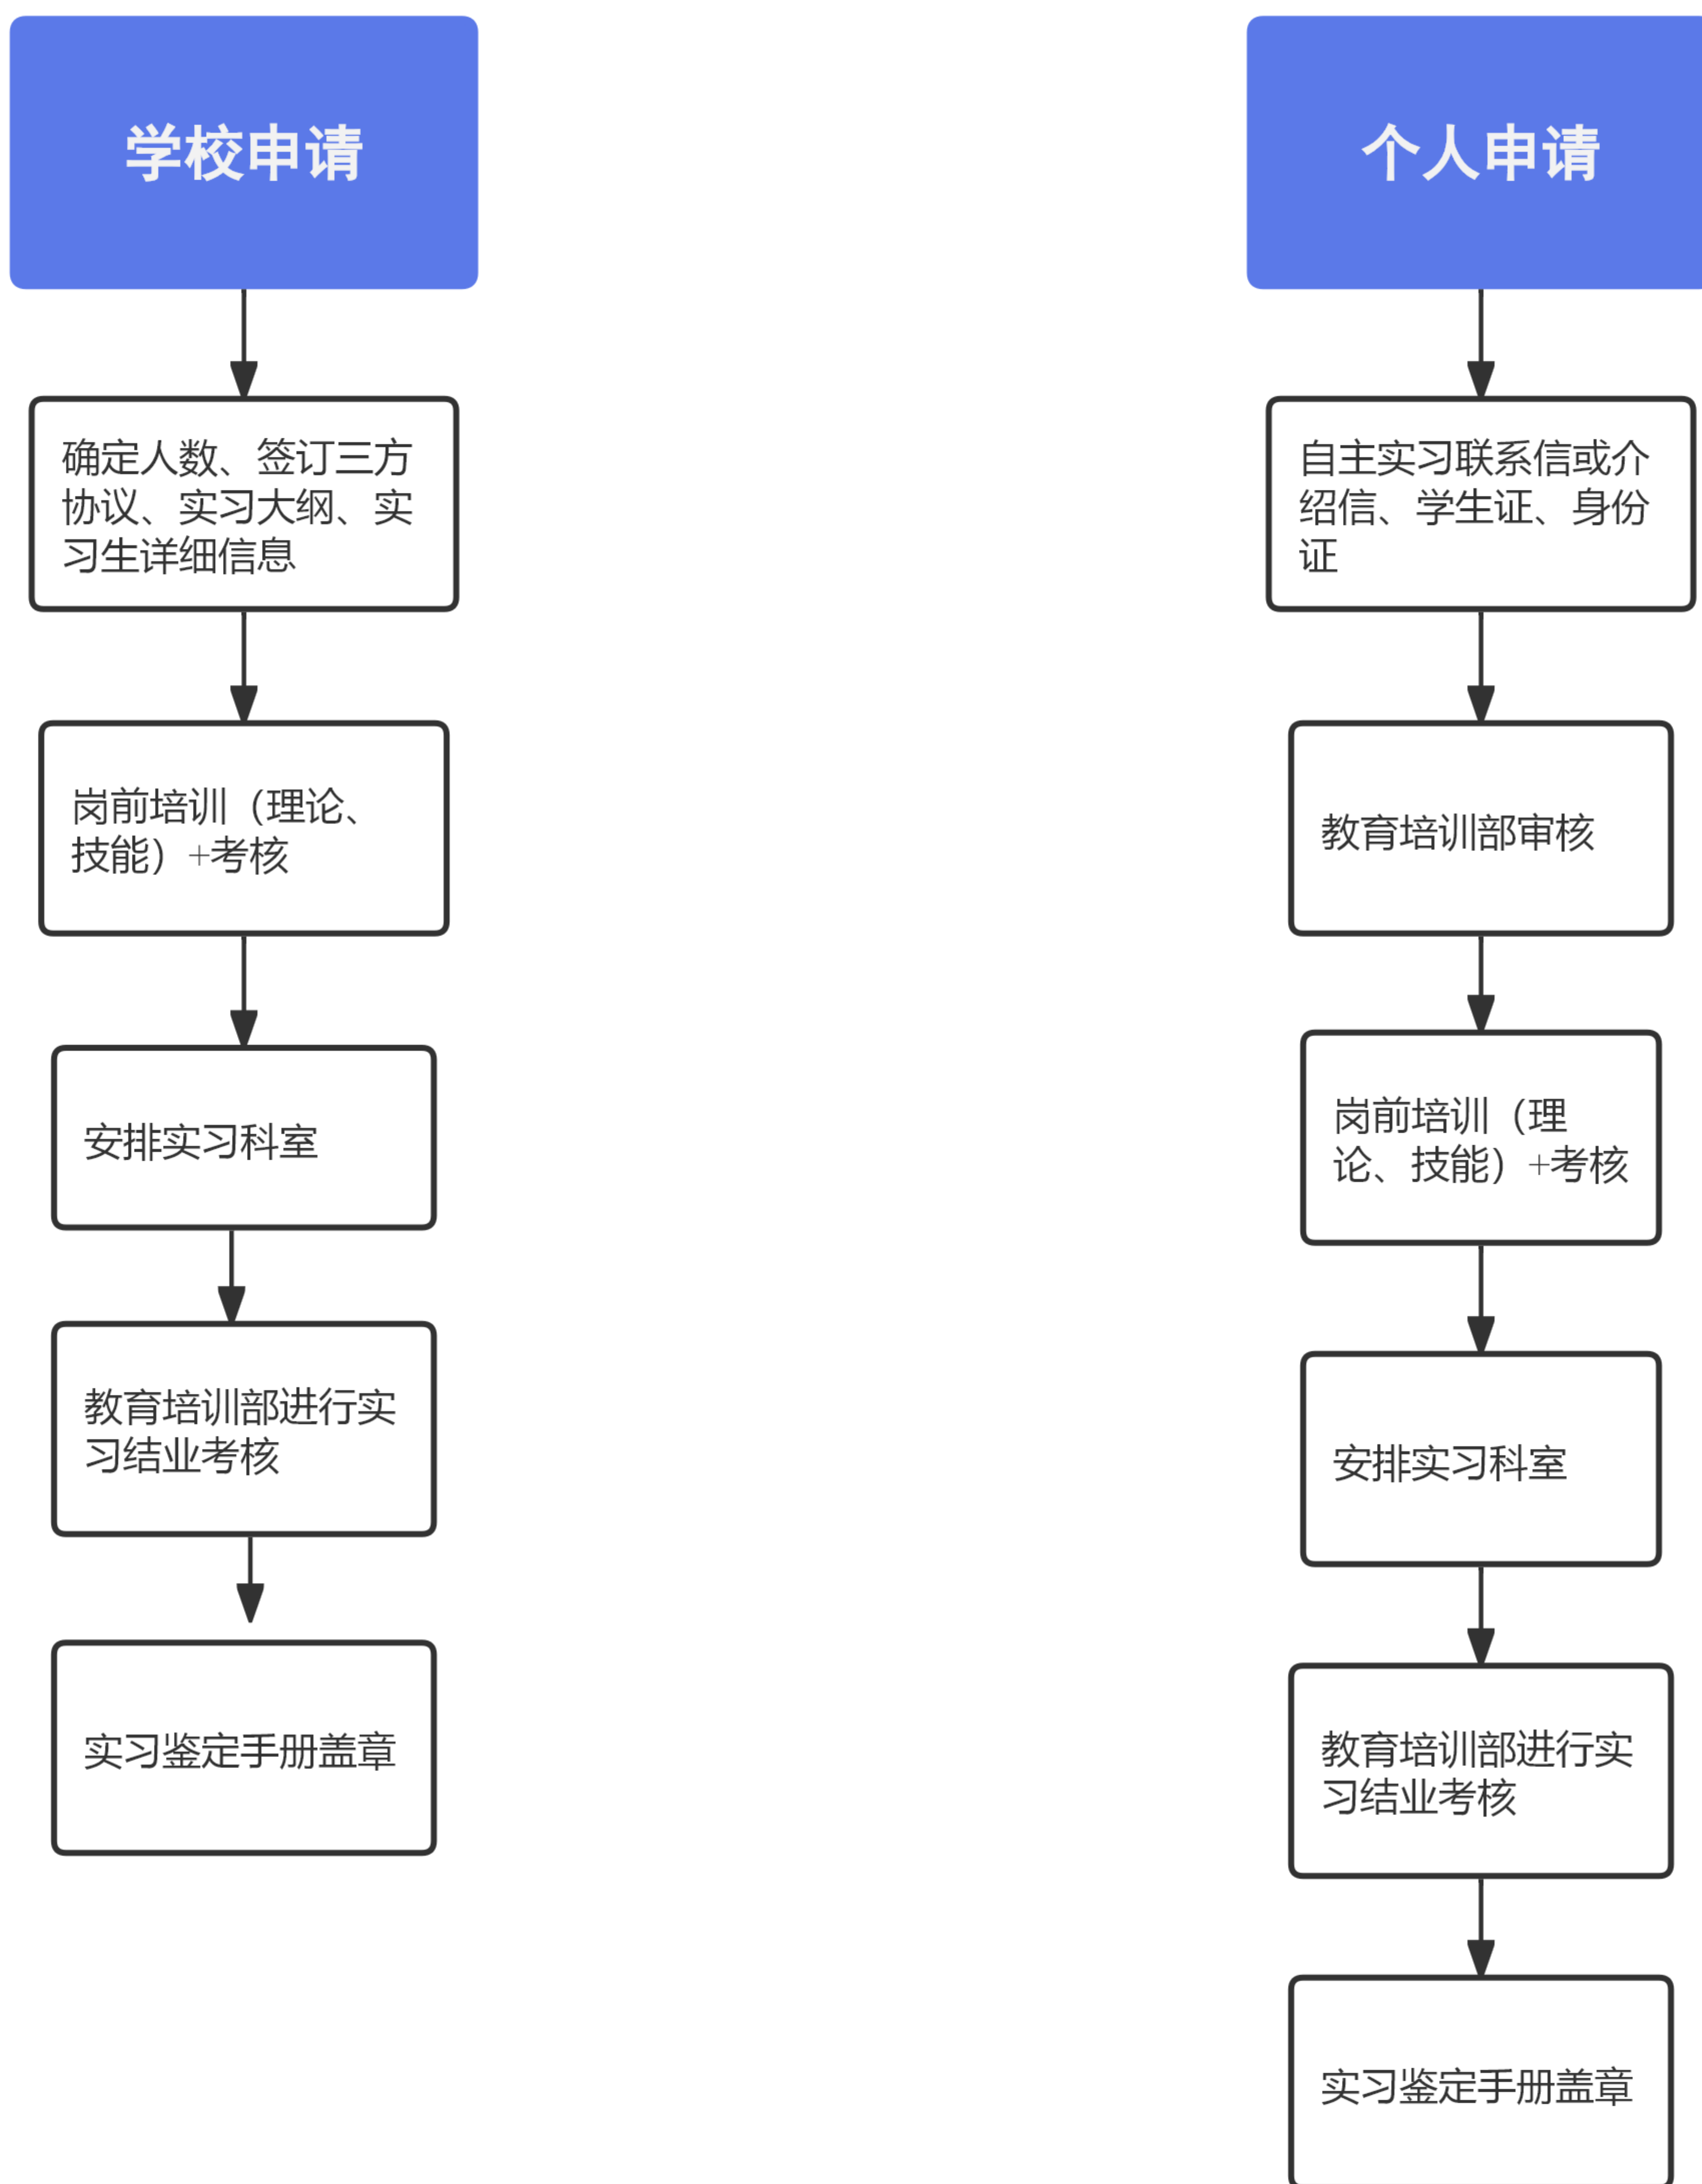 学校申请
确定人数、签订三方
协议、实习大纲、实
习生详细信息
岗前培训（理论、
技能）+考核
安排实习科室
教育培训部进行实
习结业考核
实习鉴定手册盖章
个人申请
自主实习联系信或介
绍信、学生证、身份
证
教育培训部审核
岗前培训（理
论、技能）+考核
安排实习科室
教育培训部进行实
习结业考核
实习鉴定手册盖章